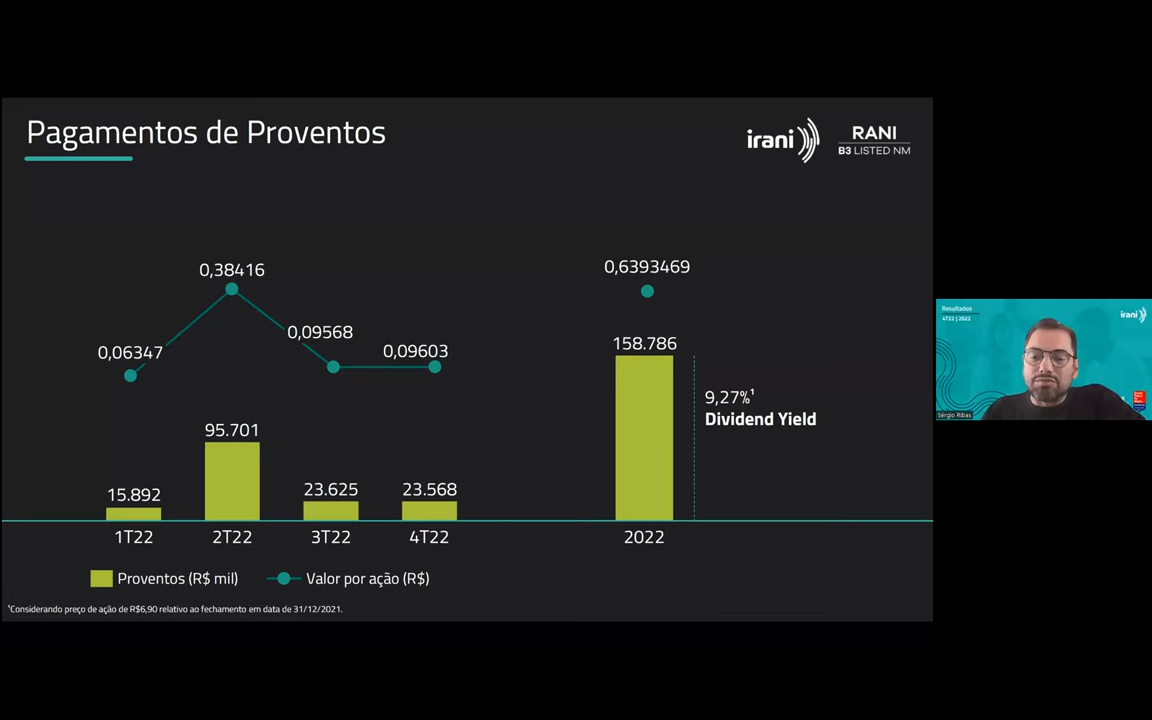 Pagamentos de Proventos
irani
RANI
B3 LISTED NM
0,06347
0,38416
0,09568
0,09603
0,6393469
15.892
95.701
23.625
23.568
158.786
9,27%¹
Dividend Yield
1T22
2T22
3T22
4T22
2022
Proventos (R$ mil)
Valor por ação (R$)
¹Considerando preço de ação de R$6,90 relativo ao fechamento em data de 31/12/2021.
Resultados
4T22 | 2022
irani
Sérgio Ribas